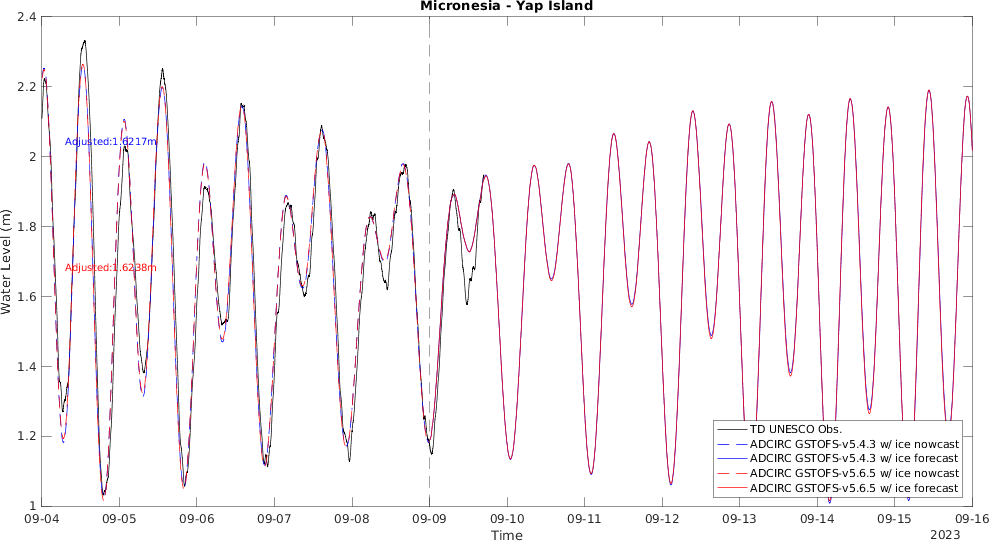 Micronesia - Yap Island
Water Level (m)
2.4
2.2
2
1.8
1.6
1.4
1.2
1
Adjusted:1.6217m
Adjusted:1.6238m
TD UNESCO Obs.
ADCIRC GSTOFS-v5.4.3 w/ ice nowcast
ADCIRC GSTOFS-v5.4.3 w/ ice forecast
ADCIRC GSTOFS-v5.6.5 w/ ice nowcast
ADCIRC GSTOFS-v5.6.5 w/ ice forecast
09-04 09-05 09-06 09-07 09-08 09-09 09-10 09-11 09-12 09-13 09-14 09-15 09-16
Time
2023